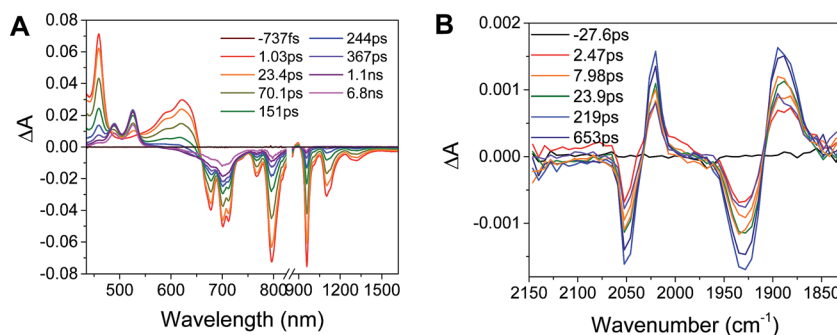 A
B
0.08
0.06
0.04
0.02
0.00
-0.02
-0.04
-0.06
0.08
ΔA
-737fs
1.03ps
23.4ps
70.1ps
151ps
244ps
367ps
1.1ns
6.8ns
500
600
700
800
900
1200
1500
Wavelength (nm)
0.002
0.001
0.000
-0.001
ΔA
-27.6ps
2.47ps
7.98ps
23.9ps
219ps
653ps
2150
2050
2000
1950
1900
1850
Wavenumber (cm⁻¹)